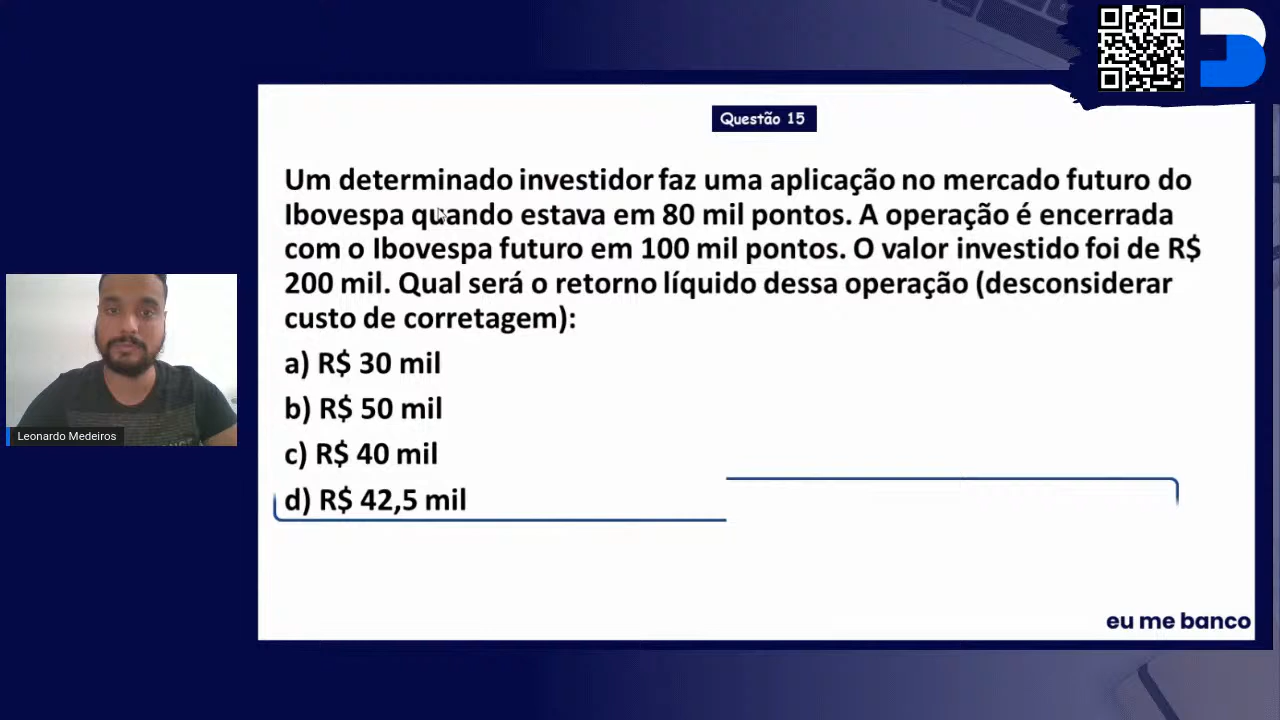 Questão 15
Um determinado investidor faz uma aplicação no mercado futuro do
Ibovespa quando estava em 80 mil pontos. A operação é encerrada
com o Ibovespa futuro em 100 mil pontos. O valor investido foi de R$
200 mil. Qual será o retorno líquido dessa operação (desconsiderar
custo de corretagem):
a) R$ 30 mil
b) R$ 50 mil
c) R$ 40 mil
d) R$ 42,5 mil
Leonardo Medeiros
eu me banco